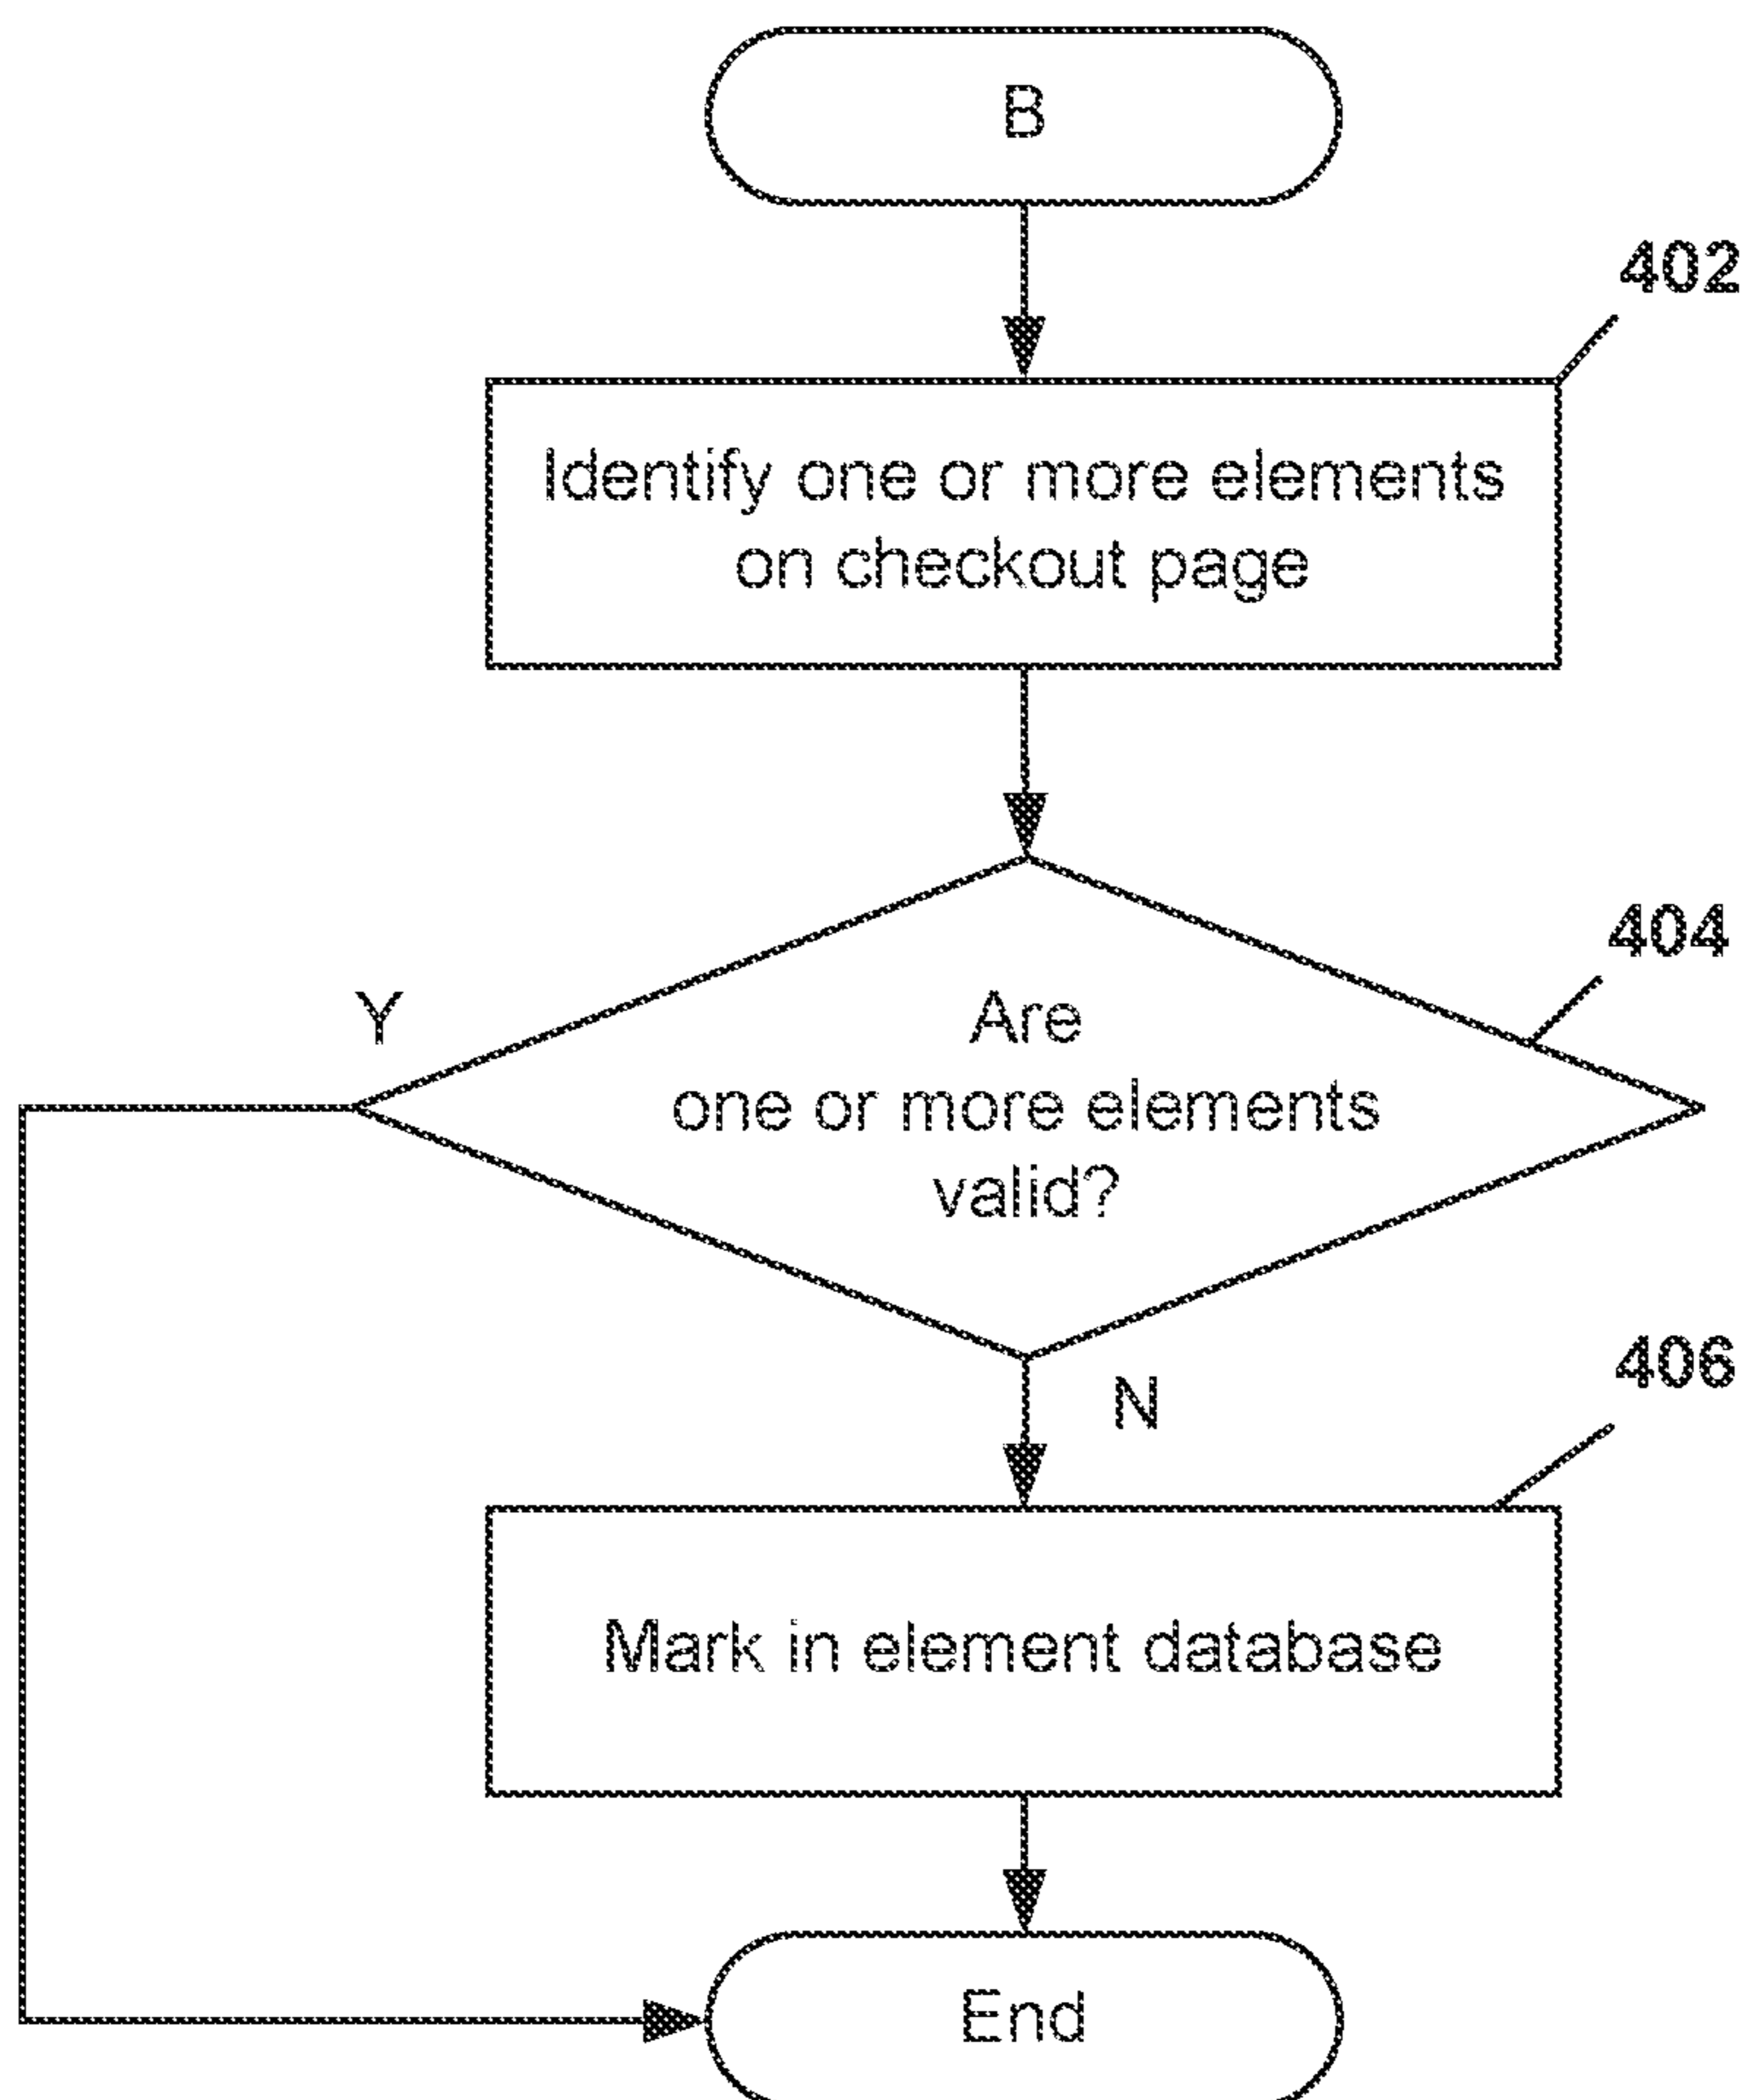 B
402
Identify one or more elements
on checkout page
404
Y
Are
one or more elements
valid?
406
N
Mark in element database
End